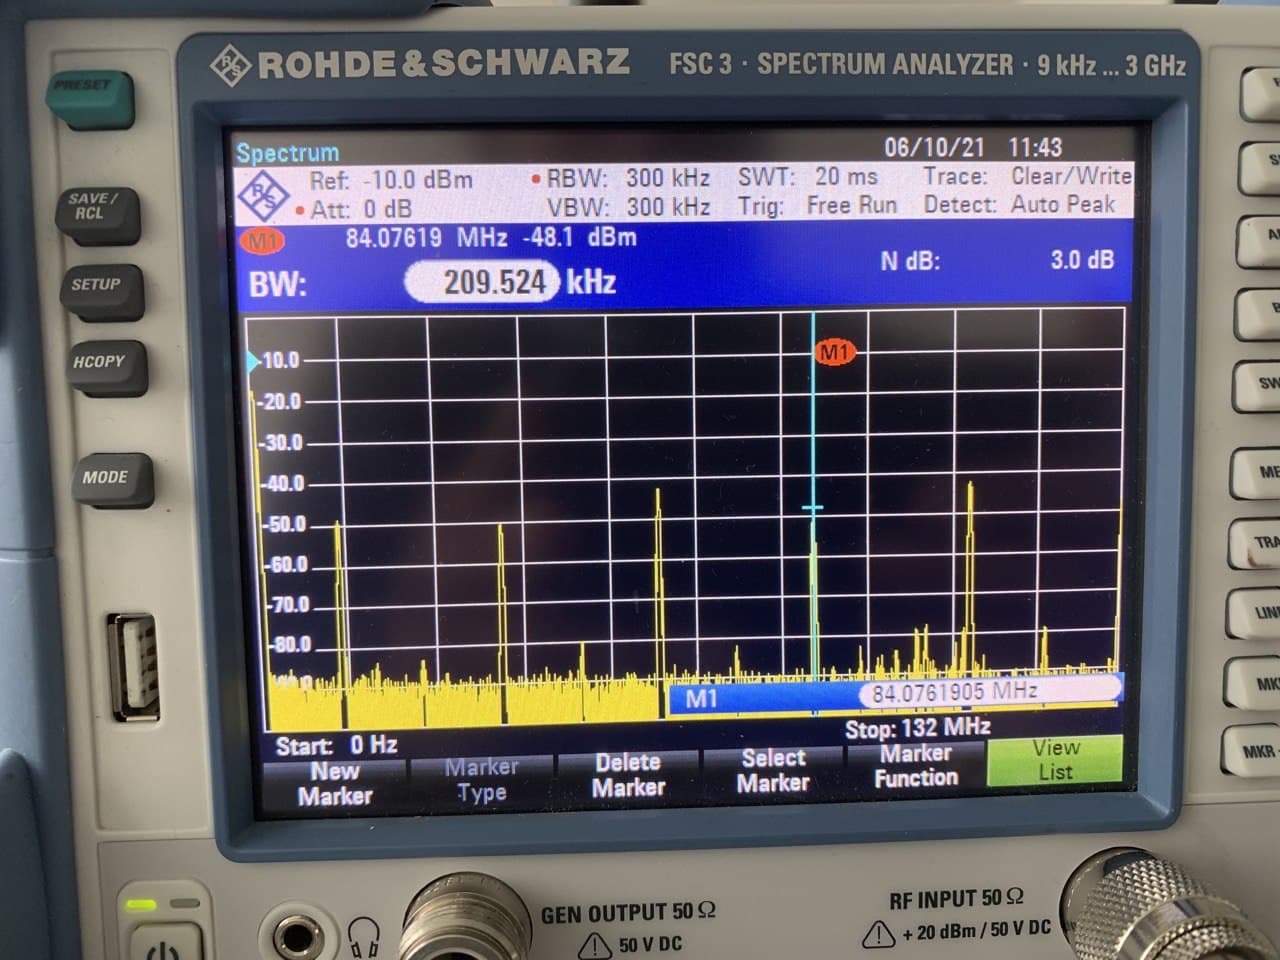 ROHDE&SCHWARZ FSC 3 · SPECTRUM ANALYZER · 9 kHz ... 3 GHz
PRESET
SAVE/
RCL
SETUP
HCOPY
MODE
Spectrum 06/10/21 11:43
R/S Ref: -10.0 dBm RBW: 300 kHz SWT: 20 ms Trace: Clear/Write
Att: 0 dB VBW: 300 kHz Trig: Free Run Detect: Auto Peak
M1 84.07619 MHz -48.1 dBm
BW: 209.524 kHz N dB: 3.0 dB
M1
-10.0
-20.0
-30.0
-40.0
-50.0
-60.0
-70.0
-80.0
M1 84.0761905 MHz
Start: 0 Hz Stop: 132 MHz
New
Marker
Marker
Type
Delete
Marker
Select
Marker
Marker
Function
View
List
SW
ME
TRA
LIN
MK
MKR
GEN OUTPUT 50 Ω
50 V DC
RF INPUT 50 Ω
+ 20 dBm / 50 V DC